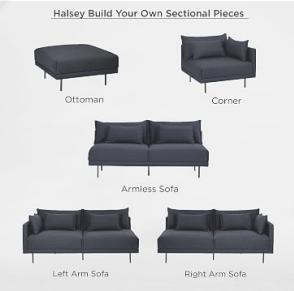 Halsey Build Your Own Sectional Pieces
Ottoman
Corner
Armless Sofa
Left Arm Sofa
Right Arm Sofa